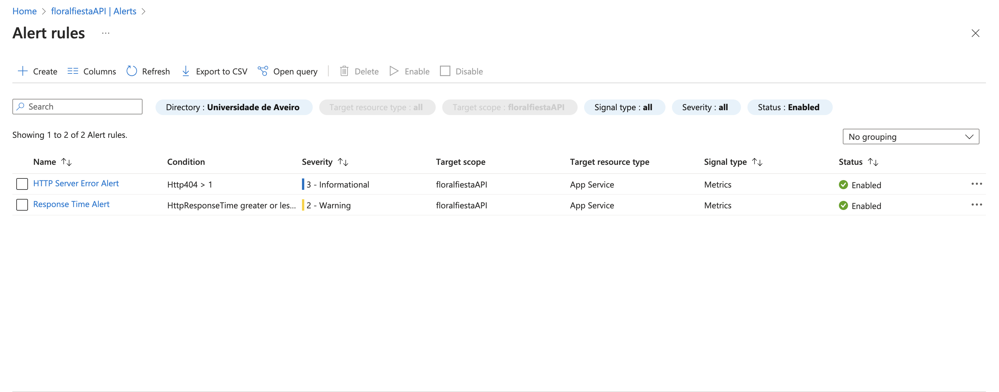 Home > floralfiestaAPI | Alerts >
Alert rules ...
Create Columns Refresh Export to CSV Open query | Delete Enable Disable
Search Directory : Universidade de Aveiro Target resource type : all Target scope : floralfiestaAPI Signal type : all Severity : all Status : Enabled
Showing 1 to 2 of 2 Alert rules.
No grouping
Name ↑↓ Condition Severity ↑↓ Target scope Target resource type Signal type ↑↓ Status ↑↓
HTTP Server Error Alert Http404 > 1 3 - Informational floralfiestaAPI App Service Metrics Enabled ...
Response Time Alert HttpResponseTime greater or les... 2 - Warning floralfiestaAPI App Service Metrics Enabled ...